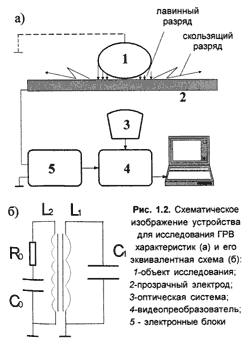 а)
лавинный
разряд
скользящий
разряд
1
2
3
5
4
б)
L₂
L₁
R₀
C₀
C₁
Рис. 1.2. Схематическое
изображение устройства
для исследования ГРВ
характеристик (а) и его
эквивалентная схема (б):
1-объект исследования;
2-прозрачный электрод;
3-оптическая система;
4-видеопреобразователь;
5 - электронные блоки